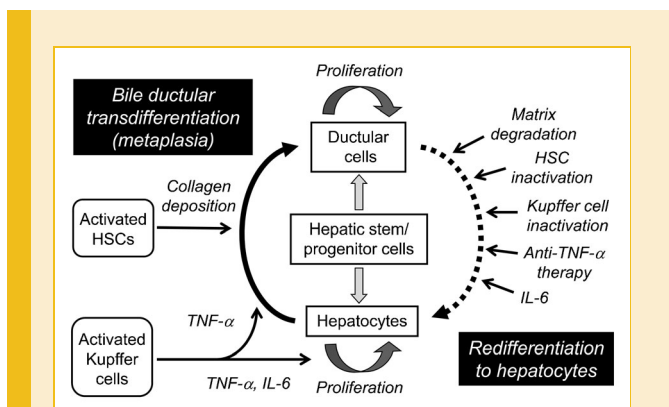 Proliferation
Bile ductular
transdifferentiation
(metaplasia)
Ductular
cells
Matrix
degradation
HSC
inactivation
Collagen
deposition
Activated
HSCs
Hepatic stem/
progenitor cells
Kupffer cell
inactivation
Anti-TNF-α
therapy
IL-6
TNF-α
Hepatocytes
Activated
Kupffer
cells
TNF-α, IL-6
Proliferation
Redifferentiation
to hepatocytes